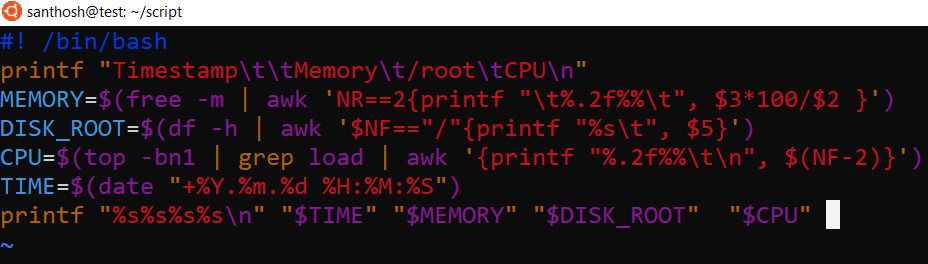 santhosh@test: ~/script
#! /bin/bash
printf "Timestamp\t\tMemory\t/root\tCPU\n"
MEMORY=$(free -m | awk 'NR==2{printf "\t%.2f%%\t", $3*100/$2 }')
DISK_ROOT=$(df -h | awk '$NF=="/"{printf "%s\t", $5}')
CPU=$(top -bn1 | grep load | awk '{printf "%.2f%%\t\n", $(NF-2)}')
TIME=$(date "+%Y.%m.%d %H:%M:%S")
printf "%s%s%s%s\n" "$TIME" "$MEMORY" "$DISK_ROOT"  "$CPU"
~